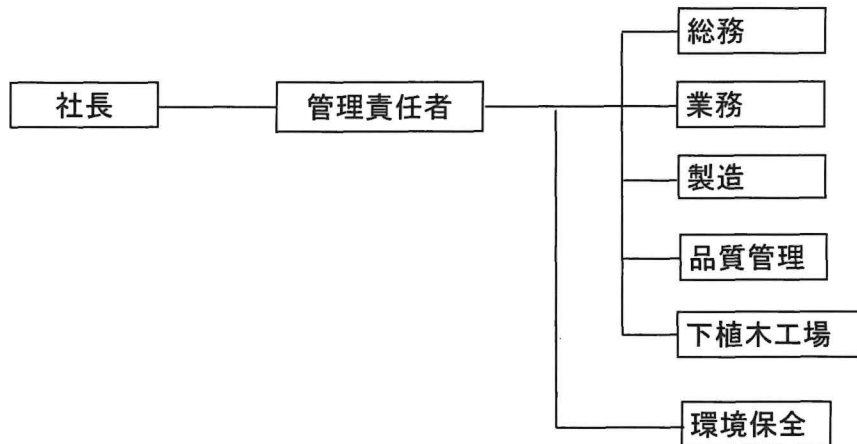 社長
管理責任者
総務
業務
製造
品質管理
下植木工場
環境保全